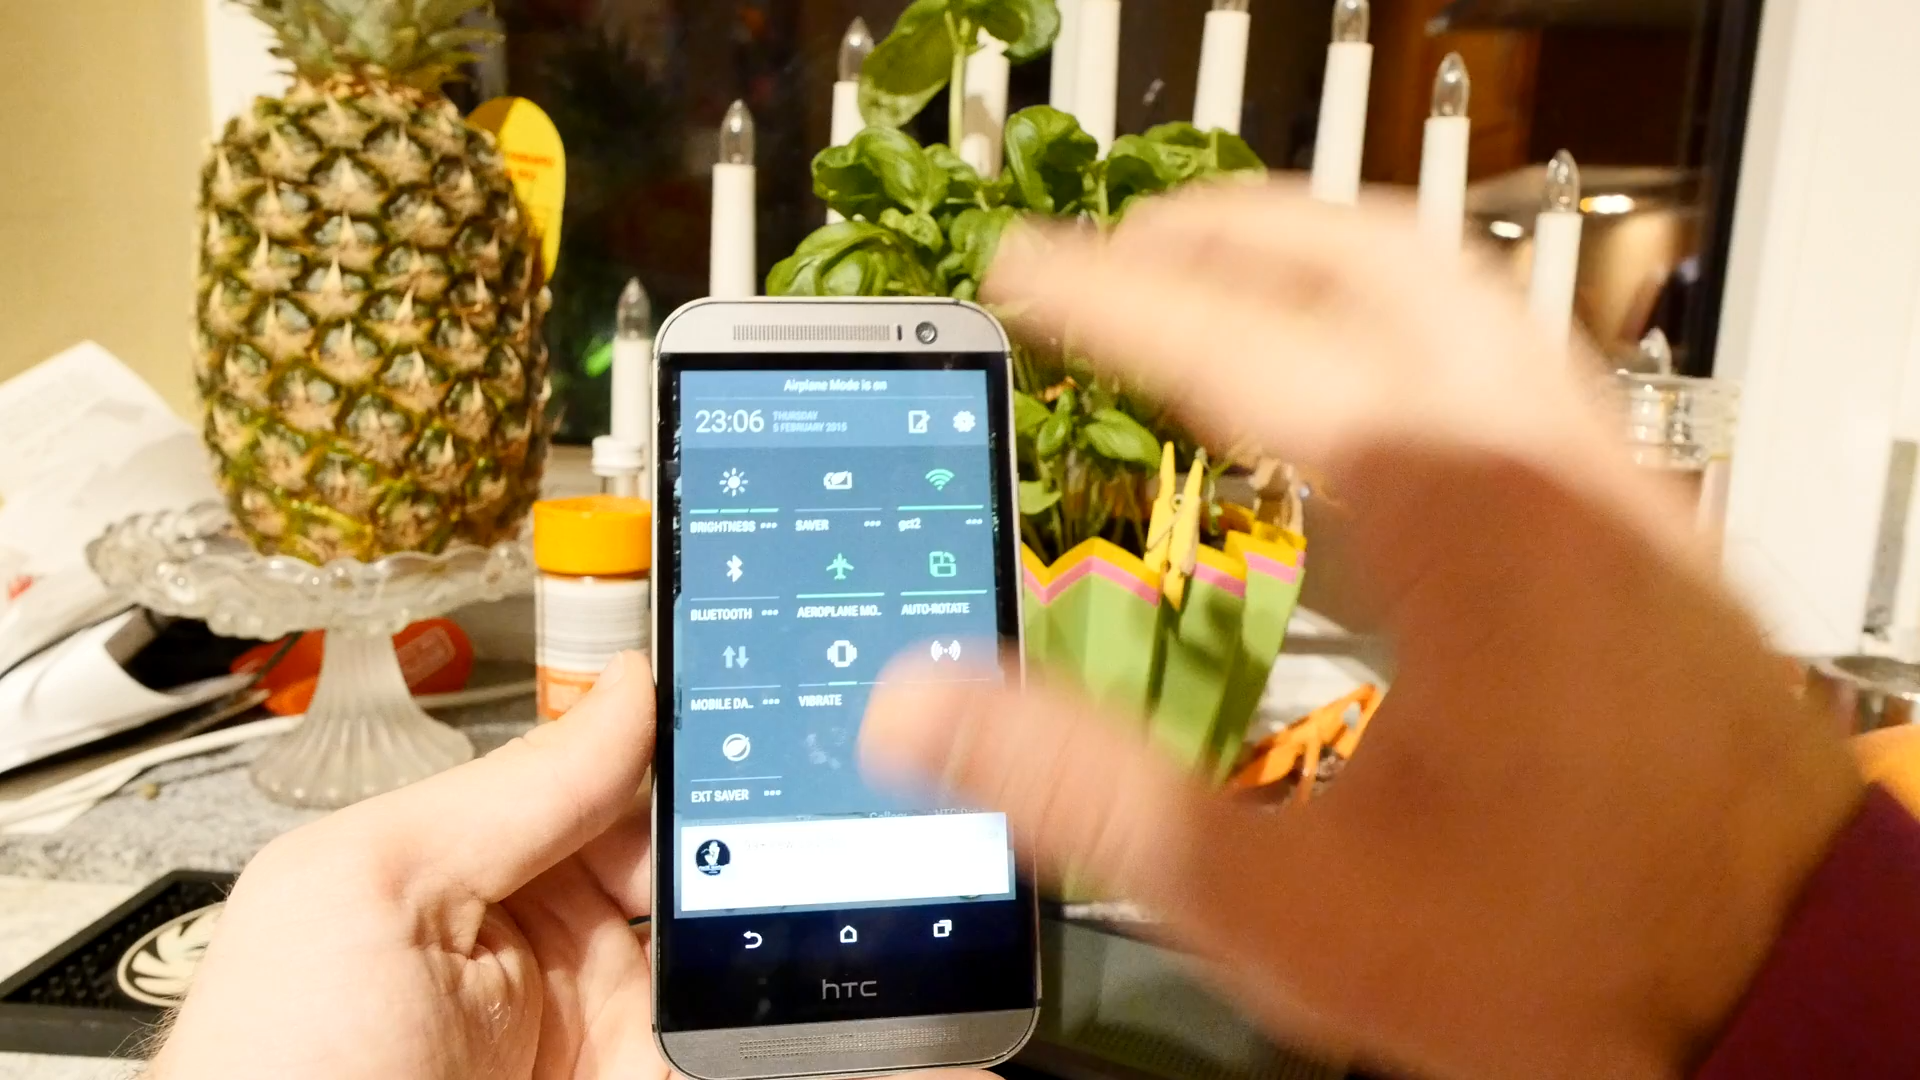 Airplane Mode is on
23:06
THURSDAY
5 FEBRUARY 2015
BRIGHTNESS
SAVER
gct2
BLUETOOTH
AEROPLANE MO..
AUTO-ROTATE
MOBILE DA..
VIBRATE
EXT SAVER
hTC